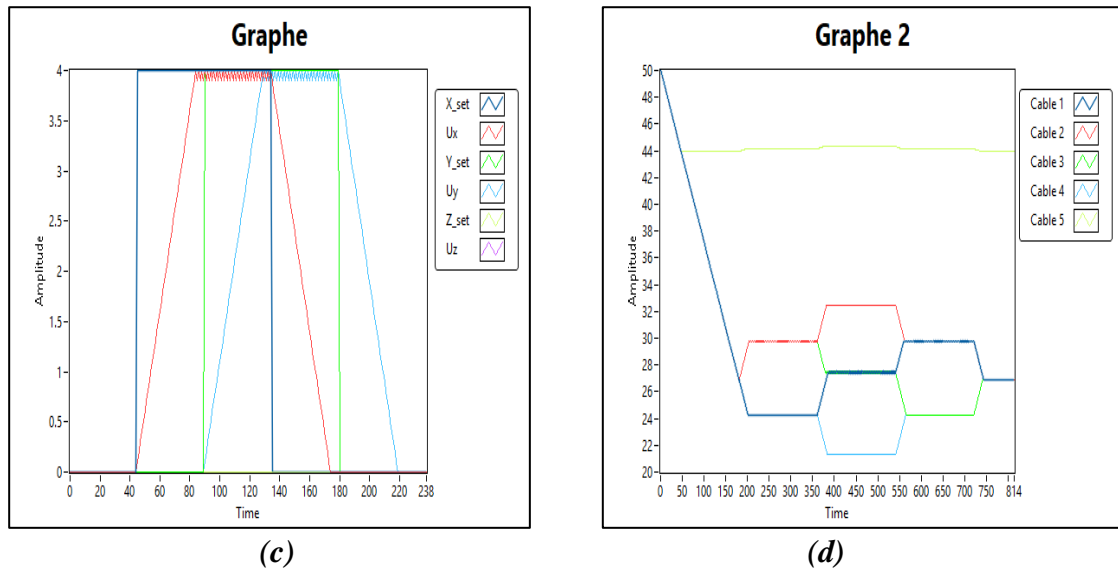 Graphe
4
3.5
3
2.5
2
1.5
1
0.5
0
Amplitude
0 20 40 60 80 100 120 140 160 180 200 220 238
Time
X_set
Ux
Y_set
Uy
Z_set
Uz
(c)
Graphe 2
50
48
46
44
42
40
38
36
34
32
30
28
26
24
22
20
Amplitude
0 50 100 150 200 250 300 350 400 450 500 550 600 650 700 750 814
Time
Cable 1
Cable 2
Cable 3
Cable 4
Cable 5
(d)